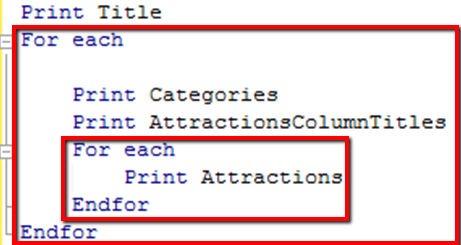 Print Title
For each
Print Categories
Print AttractionsColumnTitles
For each
Print Attractions
Endfor
Endfor